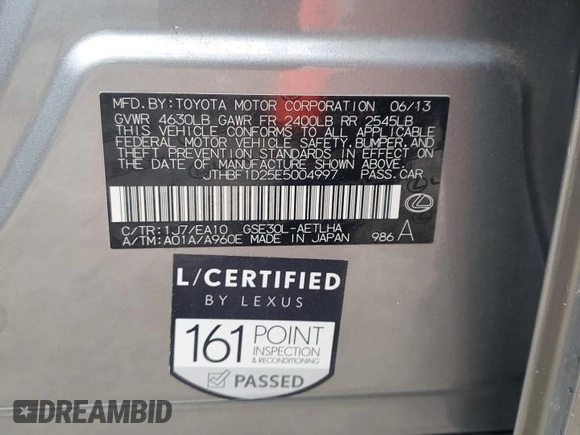 MFD.BY:TOYOTA MOTOR CORPORATION 06/13
GVWR 4630LB GAWR FR 2400LB RR 2545LB
THIS VEHICLE CONFORMS TO ALL APPLICABLE
FEDERAL MOTOR VEHICLE SAFETY, BUMPER, AND
THEFT PREVENTION STANDARDS IN EFFECT ON
THE DATE OF MANUFACTURE SHOWN ABOVE.
JTHBF1D25E5004997 PASS.CAR
C/TR:1J7/EA10 GSE30L-AETLHA
A/TM:A01A/A960E MADE IN JAPAN 986 A
L/CERTIFIED
BY LEXUS
161 POINT
INSPECTION
& RECONDITIONING
PASSED
DREAMBID